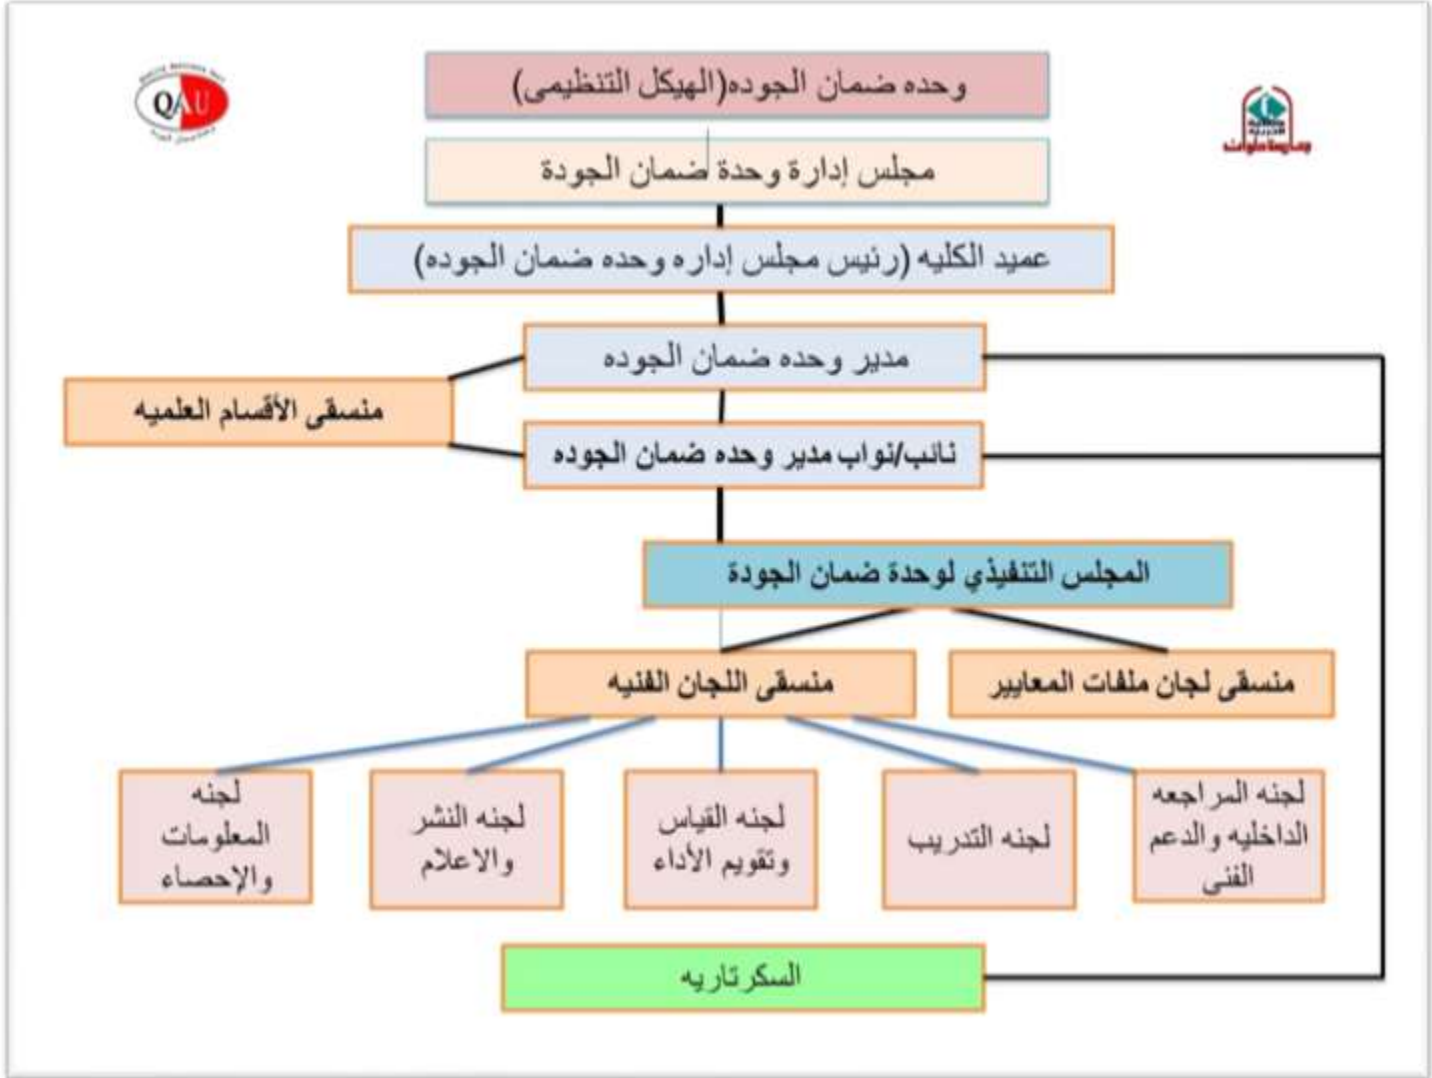 وحده ضمان الجوده(الهيكل التنظيمى)
QAU
مجلس إدارة وحدة ضمان الجودة
عميد الكليه (رئيس مجلس إداره وحده ضمان الجوده)
مدير وحده ضمان الجوده
منسقى الأقسام العلميه
نائب/نواب مدير وحده ضمان الجوده
المجلس التنفيذي لوحدة ضمان الجودة
منسقى لجان ملفات المعايير
منسقى اللجان الفنيه
لجنه المراجعه
الداخليه والدعم
الفنى
لجنه التدريب
لجنه القياس
وتقويم الأداء
لجنه النشر
والاعلام
لجنه
المعلومات
والإحصاء
السكرتاريه